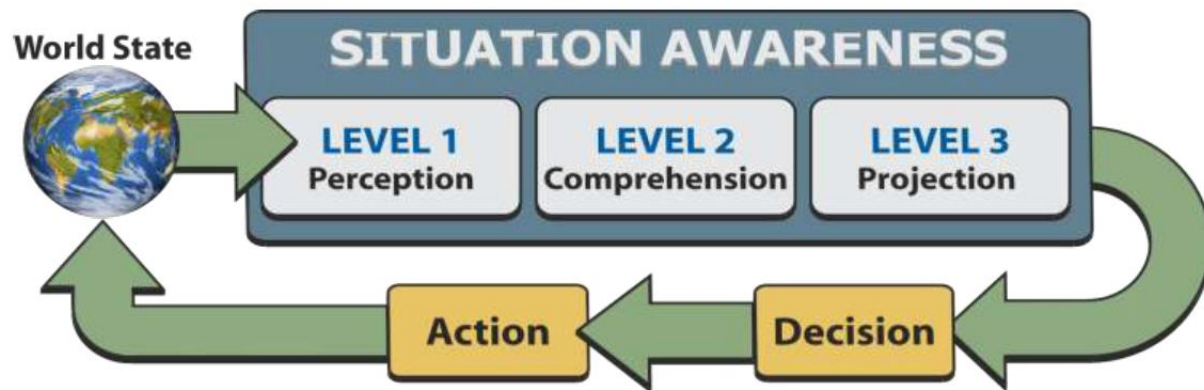 World State
SITUATION AWARENESS
LEVEL 1
Perception
LEVEL 2
Comprehension
LEVEL 3
Projection
Action
Decision